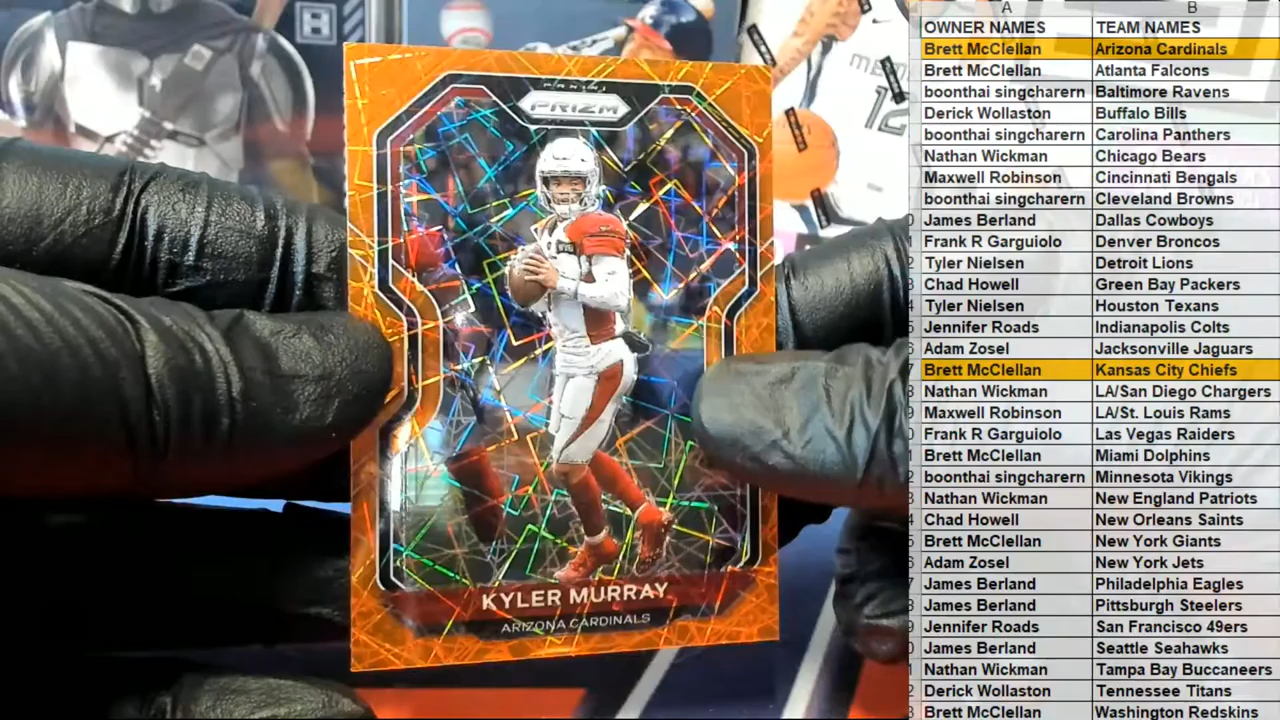 PANINI
PRIZM
KYLER MURRAY
ARIZONA CARDINALS
12
A B
OWNER NAMES TEAM NAMES
Brett McClellan Arizona Cardinals
Brett McClellan Atlanta Falcons
boonthai singcharern Baltimore Ravens
Derick Wollaston Buffalo Bills
boonthai singcharern Carolina Panthers
Nathan Wickman Chicago Bears
Maxwell Robinson Cincinnati Bengals
boonthai singcharern Cleveland Browns
James Berland Dallas Cowboys
Frank R Garguiolo Denver Broncos
Tyler Nielsen Detroit Lions
Chad Howell Green Bay Packers
Tyler Nielsen Houston Texans
Jennifer Roads Indianapolis Colts
Adam Zosel Jacksonville Jaguars
Brett McClellan Kansas City Chiefs
Nathan Wickman LA/San Diego Chargers
Maxwell Robinson LA/St. Louis Rams
Frank R Garguiolo Las Vegas Raiders
Brett McClellan Miami Dolphins
boonthai singcharern Minnesota Vikings
Nathan Wickman New England Patriots
Chad Howell New Orleans Saints
Brett McClellan New York Giants
Adam Zosel New York Jets
James Berland Philadelphia Eagles
James Berland Pittsburgh Steelers
Jennifer Roads San Francisco 49ers
James Berland Seattle Seahawks
Nathan Wickman Tampa Bay Buccaneers
Derick Wollaston Tennessee Titans
Brett McClellan Washington Redskins